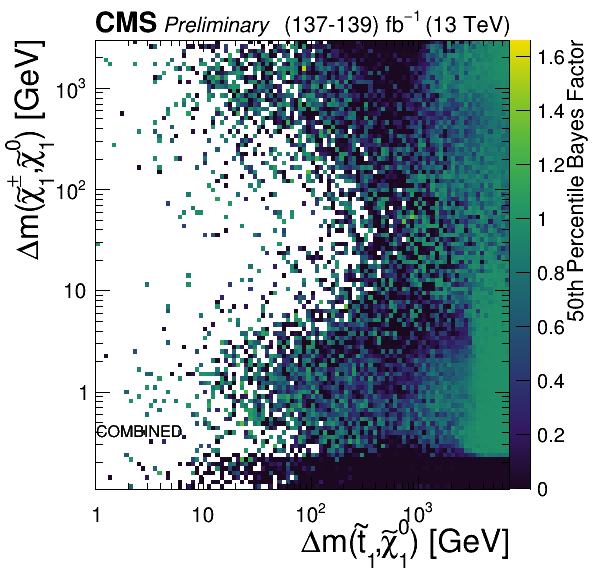 CMS Preliminary (137-139) fb⁻¹ (13 TeV)
Δm(χ̃₁±,χ̃₁⁰) [GeV]
10³
10²
10
1
COMBINED
1 10 10² 10³
Δm(t̃₁,χ̃₁⁰) [GeV]
1.6
1.4
1.2
1
0.8
0.6
0.4
0.2
0
50th Percentile Bayes Factor